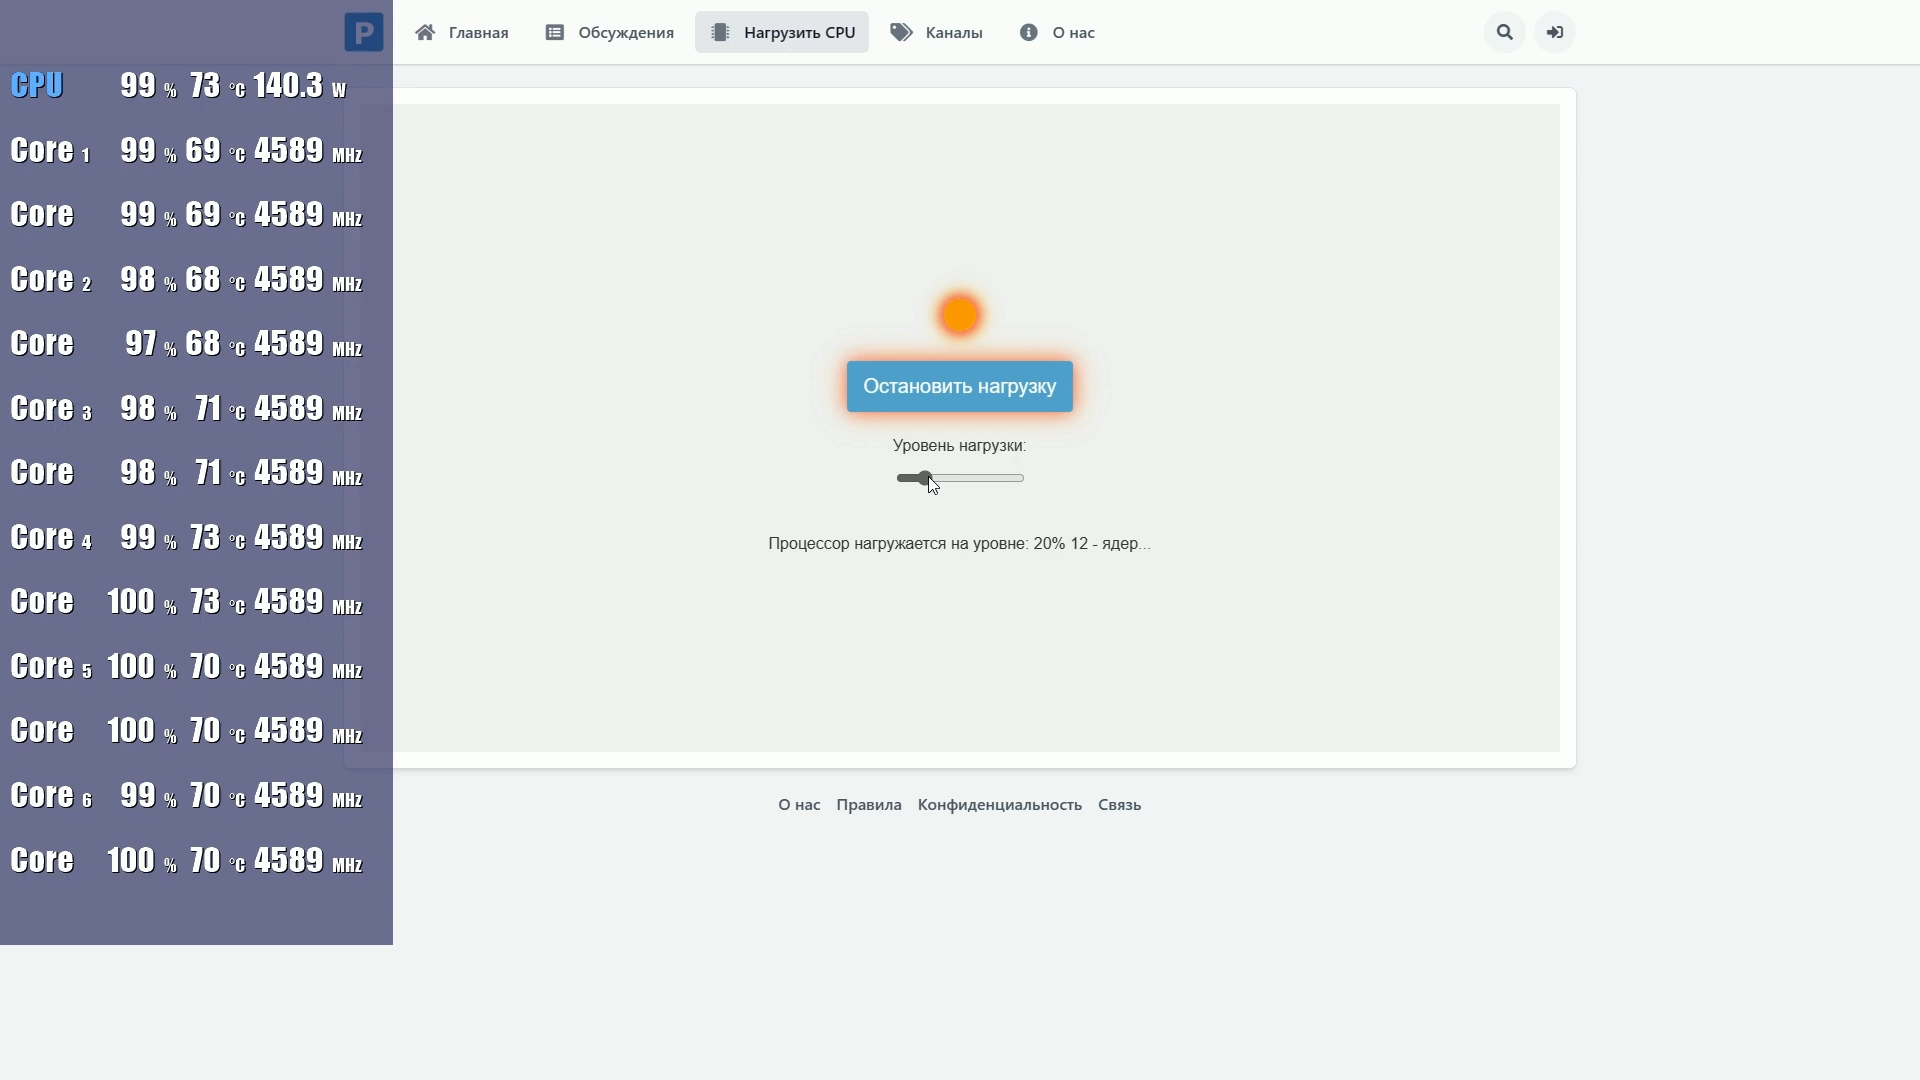 P Главная Обсуждения Нагрузить CPU Каналы О нас
CPU 99 % 73 °C 140.3 W
Core 1 99 % 69 °C 4589 MHz
Core 99 % 69 °C 4589 MHz
Core 2 98 % 68 °C 4589 MHz
Core 97 % 68 °C 4589 MHz
Core 3 98 % 71 °C 4589 MHz
Core 98 % 71 °C 4589 MHz
Core 4 99 % 73 °C 4589 MHz
Core 100 % 73 °C 4589 MHz
Core 5 100 % 70 °C 4589 MHz
Core 100 % 70 °C 4589 MHz
Core 6 99 % 70 °C 4589 MHz
Core 100 % 70 °C 4589 MHz
Остановить нагрузку
Уровень нагрузки:
Процессор нагружается на уровне: 20% 12 - ядер...
О нас Правила Конфиденциальность Связь